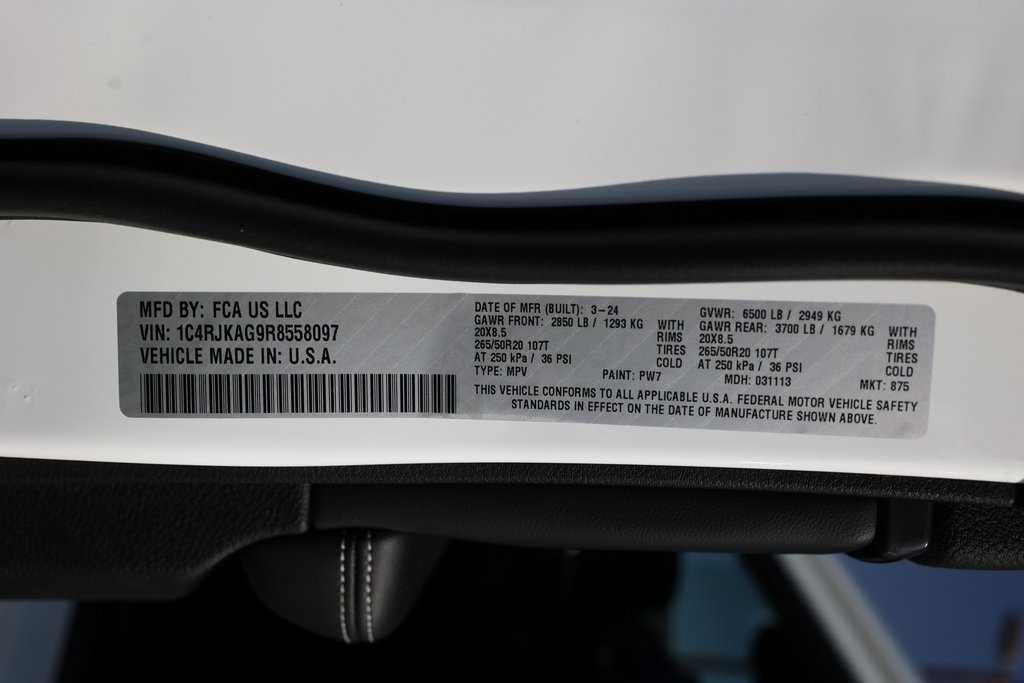 MFD BY: FCA US LLC
VIN: 1C4RJKAG9R8558097
VEHICLE MADE IN: U.S.A.
DATE OF MFR (BUILT): 3-24
GAWR FRONT: 2850 LB / 1293 KG WITH
20X8.5 RIMS
265/50R20 107T TIRES
AT 250 kPa / 36 PSI COLD
TYPE: MPV PAINT: PW7
GVWR: 6500 LB / 2949 KG
GAWR REAR: 3700 LB / 1679 KG WITH
20X8.5 RIMS
265/50R20 107T TIRES
AT 250 kPa / 36 PSI COLD
MDH: 031113 MKT: 875
THIS VEHICLE CONFORMS TO ALL APPLICABLE U.S.A. FEDERAL MOTOR VEHICLE SAFETY
STANDARDS IN EFFECT ON THE DATE OF MANUFACTURE SHOWN ABOVE.